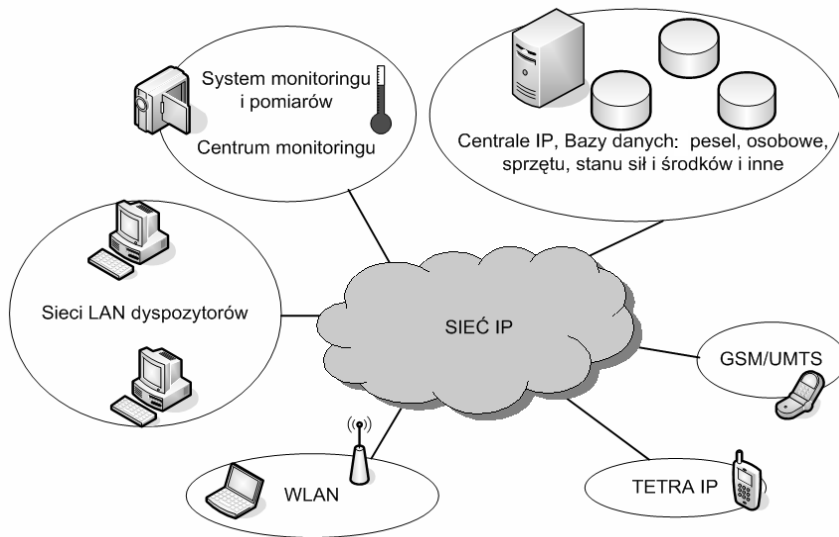 System monitoringu
i pomiarów
Centrum monitoringu
Centrale IP, Bazy danych: pesel, osobowe,
sprzętu, stanu sił i środków i inne
Sieci LAN dyspozytorów
SIEĆ IP
GSM/UMTS
WLAN
TETRA IP